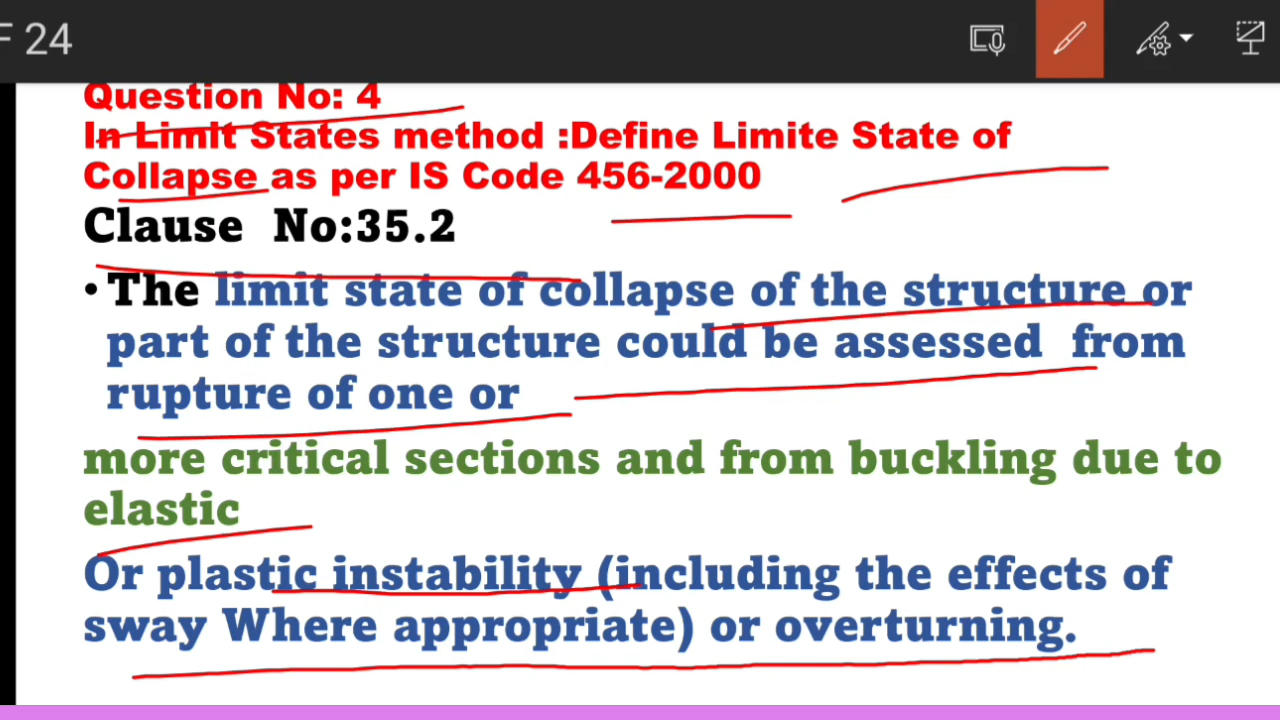 F 24
Question No: 4
In Limit States method :Define Limite State of
Collapse as per IS Code 456-2000
Clause No:35.2
• The limit state of collapse of the structure or
part of the structure could be assessed from
rupture of one or
more critical sections and from buckling due to
elastic
Or plastic instability (including the effects of
sway Where appropriate) or overturning.